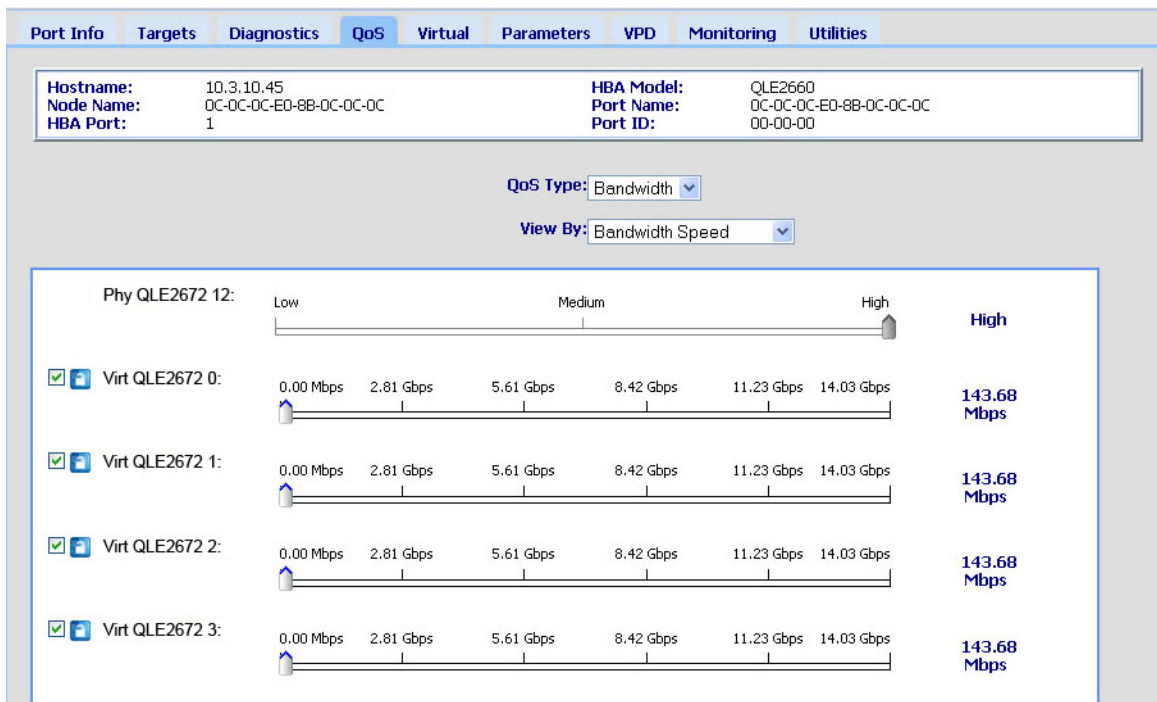 Port Info Targets Diagnostics QoS Virtual Parameters VPD Monitoring Utilities
Hostname: 10.3.10.45 HBA Model: QLE2660
Node Name: 0C-0C-0C-E0-8B-0C-0C-0C Port Name: 0C-0C-0C-E0-8B-0C-0C-0C
HBA Port: 1 Port ID: 00-00-00
QoS Type: Bandwidth
View By: Bandwidth Speed
Phy QLE2672 12: Low Medium High High
Virt QLE2672 0: 0.00 Mbps 2.81 Gbps 5.61 Gbps 8.42 Gbps 11.23 Gbps 14.03 Gbps 143.68
Mbps
Virt QLE2672 1: 0.00 Mbps 2.81 Gbps 5.61 Gbps 8.42 Gbps 11.23 Gbps 14.03 Gbps 143.68
Mbps
Virt QLE2672 2: 0.00 Mbps 2.81 Gbps 5.61 Gbps 8.42 Gbps 11.23 Gbps 14.03 Gbps 143.68
Mbps
Virt QLE2672 3: 0.00 Mbps 2.81 Gbps 5.61 Gbps 8.42 Gbps 11.23 Gbps 14.03 Gbps 143.68
Mbps